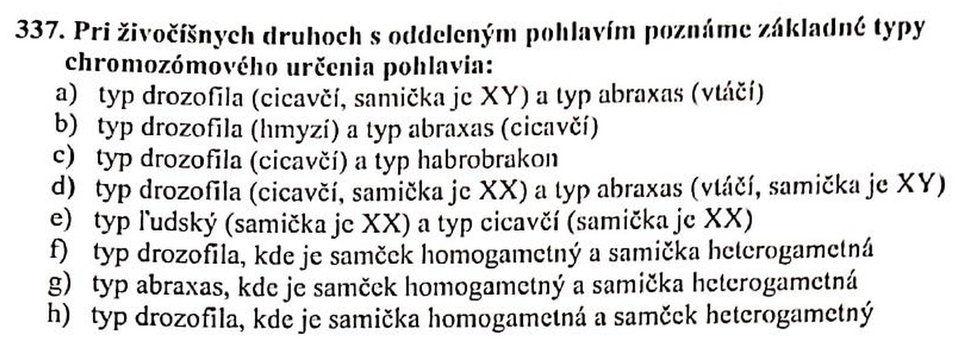 337. Pri živočíšnych druhoch s oddeleným pohlavím poznáme základné typy
chromozómového určenia pohlavia:
a) typ drozofila (cicavčí, samička je XY) a typ abraxas (vtáčí)
b) typ drozofila (hmyzí) a typ abraxas (cicavčí)
c) typ drozofila (cicavčí) a typ habrobrakon
d) typ drozofila (cicavčí, samička je XX) a typ abraxas (vtáčí, samička je XY)
e) typ ľudský (samička je XX) a typ cicavčí (samička je XX)
f) typ drozofila, kde je samček homogametný a samička heterogametná
g) typ abraxas, kde je samček homogametný a samička heterogametná
h) typ drozofila, kde je samička homogametná a samček heterogametný